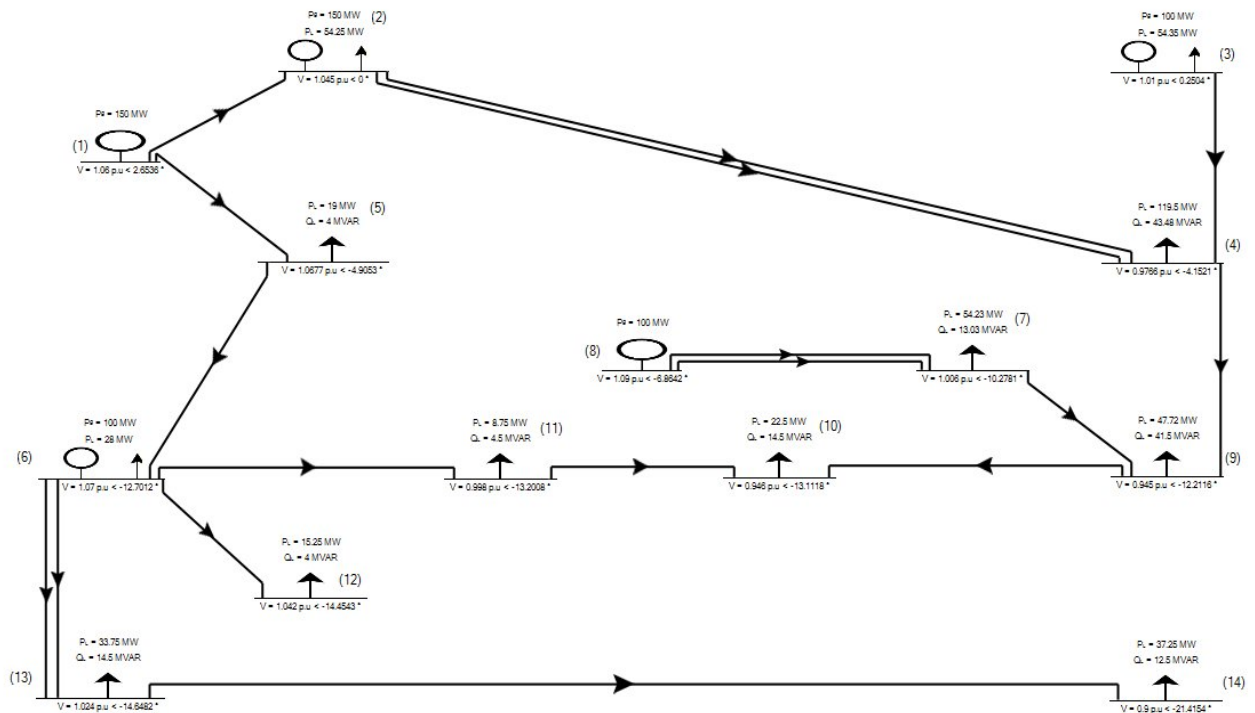 Pg = 150 MW
(2)
PL = 54.25 MW
V = 1.045 p.u < 0 °
Pg = 100 MW
PL = 54.35 MW
(3)
V = 1.01 p.u < 0.2504 °
Pg = 150 MW
(1)
V = 1.06 p.u < 2.6536 °
PL = 19 MW
(5)
QL = 4 MVAR
V = 1.0677 p.u < -4.9053 °
PL = 119.5 MW
QL = 43.48 MVAR
(4)
V = 0.9766 p.u < -4.1521 °
Pg = 100 MW
(8)
V = 1.09 p.u < -6.8642 °
PL = 54.23 MW
(7)
QL = 13.03 MVAR
V = 1.006 p.u < -10.2781 °
Pg = 100 MW
PL = 28 MW
(6)
V = 1.07 p.u < -12.7012 °
PL = 8.75 MW
(11)
QL = 4.5 MVAR
V = 0.998 p.u < -13.2008 °
PL = 22.5 MW
(10)
QL = 14.5 MVAR
V = 0.946 p.u < -13.1118 °
PL = 47.72 MW
QL = 41.5 MVAR
(9)
V = 0.945 p.u < -12.2116 °
PL = 15.25 MW
QL = 4 MVAR
(12)
V = 1.042 p.u < -14.4543 °
PL = 33.75 MW
QL = 14.5 MVAR
(13)
V = 1.024 p.u < -14.6482 °
PL = 37.25 MW
QL = 12.5 MVAR
(14)
V = 0.9 p.u < -21.4154 °